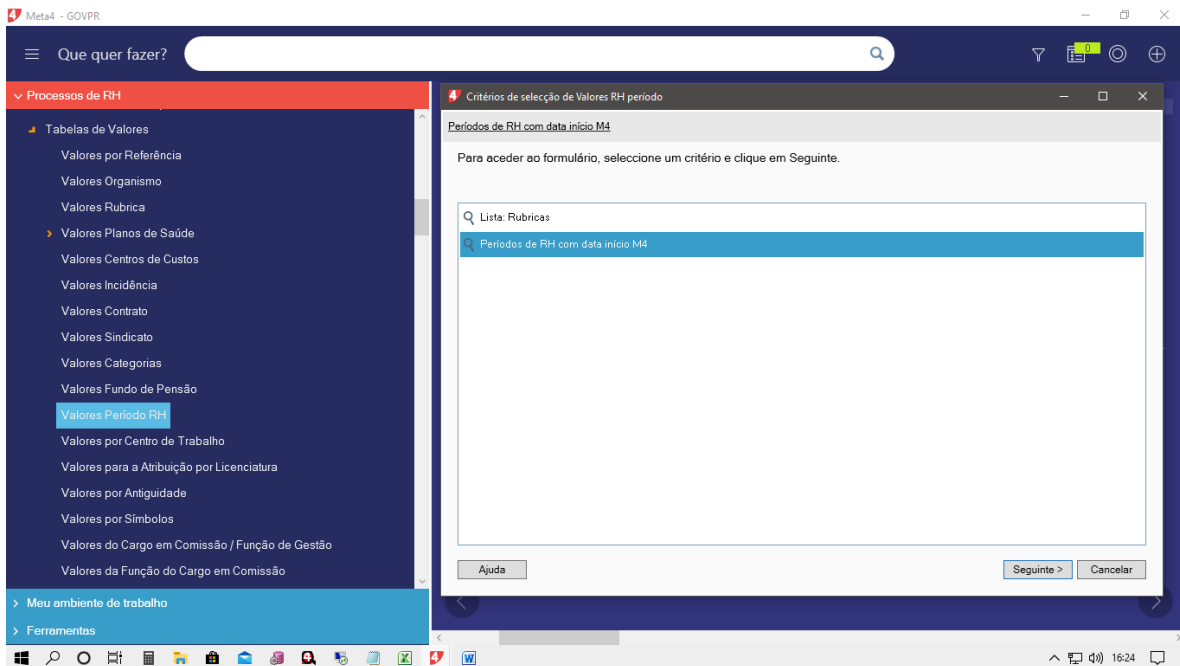 Meta4 - GOVPR
Que quer fazer?
0
Processos de RH
Tabelas de Valores
Valores por Referência
Valores Organismo
Valores Rubrica
Valores Planos de Saúde
Valores Centros de Custos
Valores Incidência
Valores Contrato
Valores Sindicato
Valores Categorias
Valores Fundo de Pensão
Valores Período RH
Valores por Centro de Trabalho
Valores para a Atribuição por Licenciatura
Valores por Antiguidade
Valores por Símbolos
Valores do Cargo em Comissão / Função de Gestão
Valores da Função do Cargo em Comissão
Meu ambiente de trabalho
Ferramentas
Critérios de selecção de Valores RH período
Períodos de RH com data início M4
Para aceder ao formulário, seleccione um critério e clique em Seguinte.
Lista: Rubricas
Períodos de RH com data início M4
Ajuda
Seguinte >
Cancelar
16:24